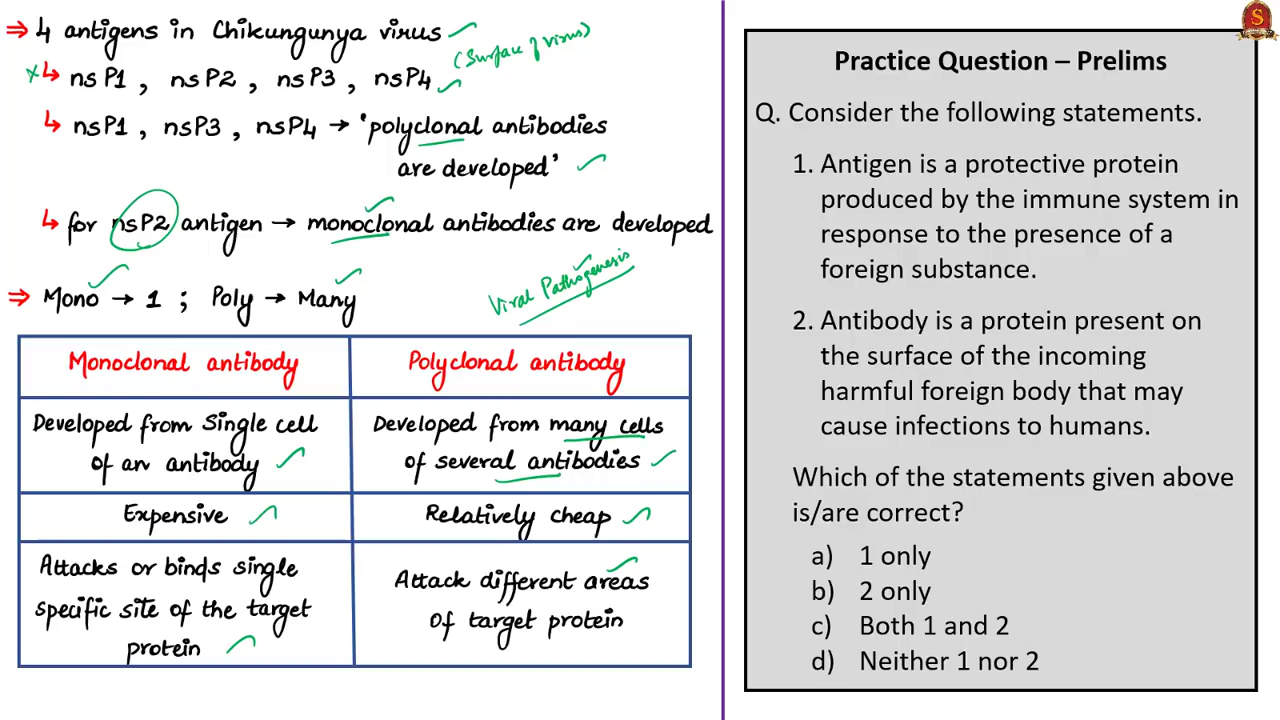 ⇒ 4 antigens in Chikungunya virus
(Surface of virus)
↳ nsP1, nsP2, nsP3, nsP4
↳ nsP1, nsP3, nsP4 → 'polyclonal antibodies
are developed'
↳ for nsP2 antigen → monoclonal antibodies are developed
Viral Pathogenesis
⇒ Mono → 1 ; Poly → Many
Monoclonal antibody
Polyclonal antibody
Developed from single cell
of an antibody
Developed from many cells
of several antibodies
Expensive
Relatively cheap
Attacks or binds single
specific site of the target
protein
Attack different areas
of target protein
S
Practice Question – Prelims
Q. Consider the following statements.
1. Antigen is a protective protein
produced by the immune system in
response to the presence of a
foreign substance.
2. Antibody is a protein present on
the surface of the incoming
harmful foreign body that may
cause infections to humans.
Which of the statements given above
is/are correct?
a) 1 only
b) 2 only
c) Both 1 and 2
d) Neither 1 nor 2